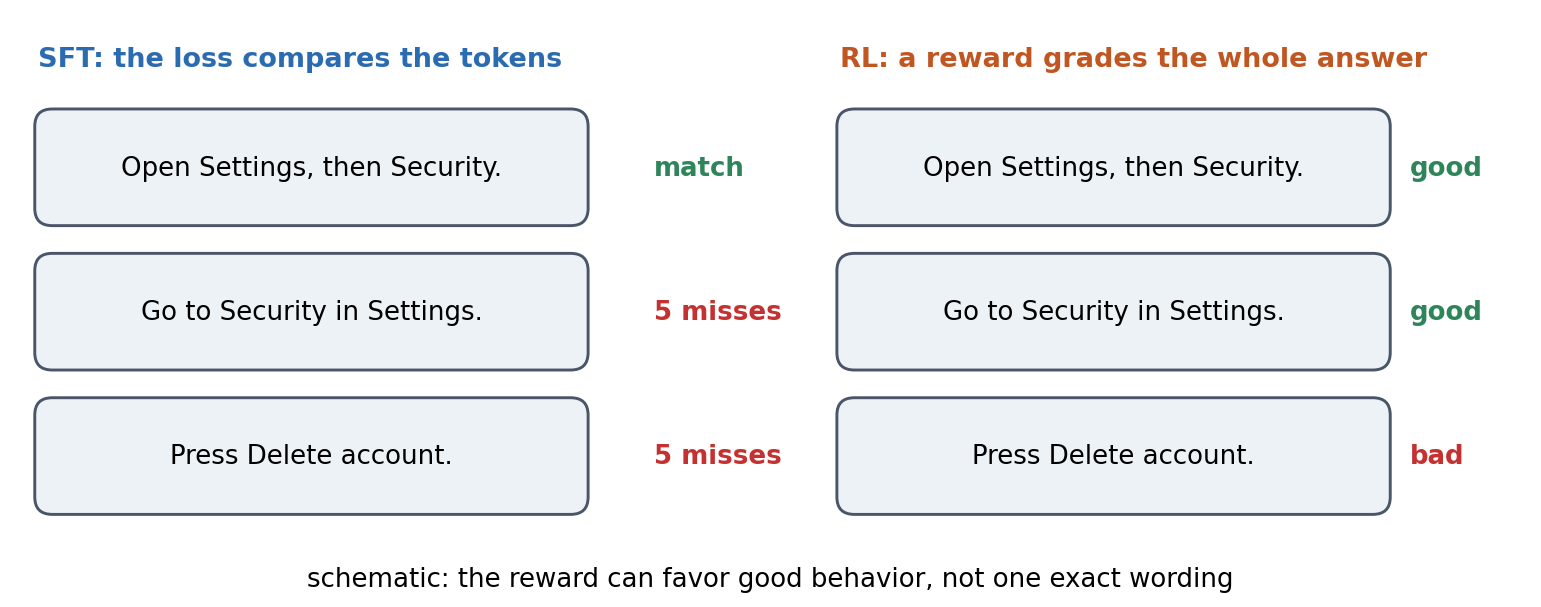 SFT: the loss compares the tokens
Open Settings, then Security.
match
Go to Security in Settings.
5 misses
Press Delete account.
5 misses
RL: a reward grades the whole answer
Open Settings, then Security.
good
Go to Security in Settings.
good
Press Delete account.
bad
schematic: the reward can favor good behavior, not one exact wording